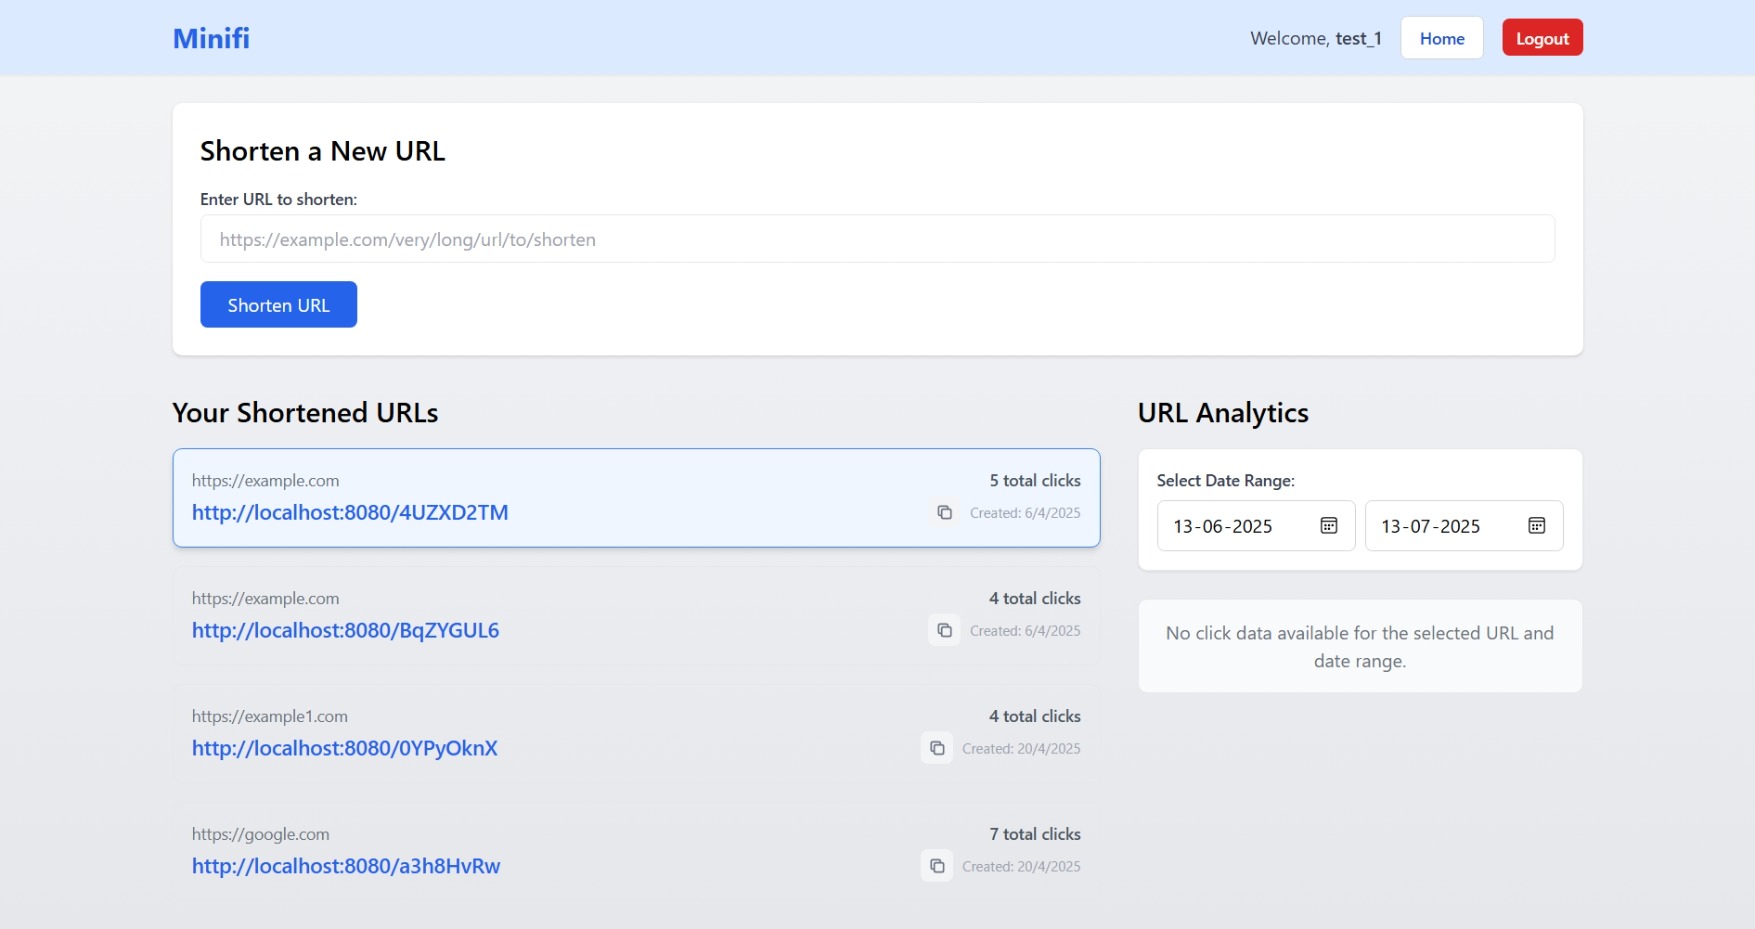 Minifi
Welcome, test_1
Home
Logout
Shorten a New URL
Enter URL to shorten:
https://example.com/very/long/url/to/shorten
Shorten URL
Your Shortened URLs
https://example.com
5 total clicks
http://localhost:8080/4UZXD2TM
Created: 6/4/2025
https://example.com
4 total clicks
http://localhost:8080/BqZYGUL6
Created: 6/4/2025
https://example1.com
4 total clicks
http://localhost:8080/0YPyOknX
Created: 20/4/2025
https://google.com
7 total clicks
http://localhost:8080/a3h8HvRw
Created: 20/4/2025
URL Analytics
Select Date Range:
13-06-2025
13-07-2025
No click data available for the selected URL and
date range.